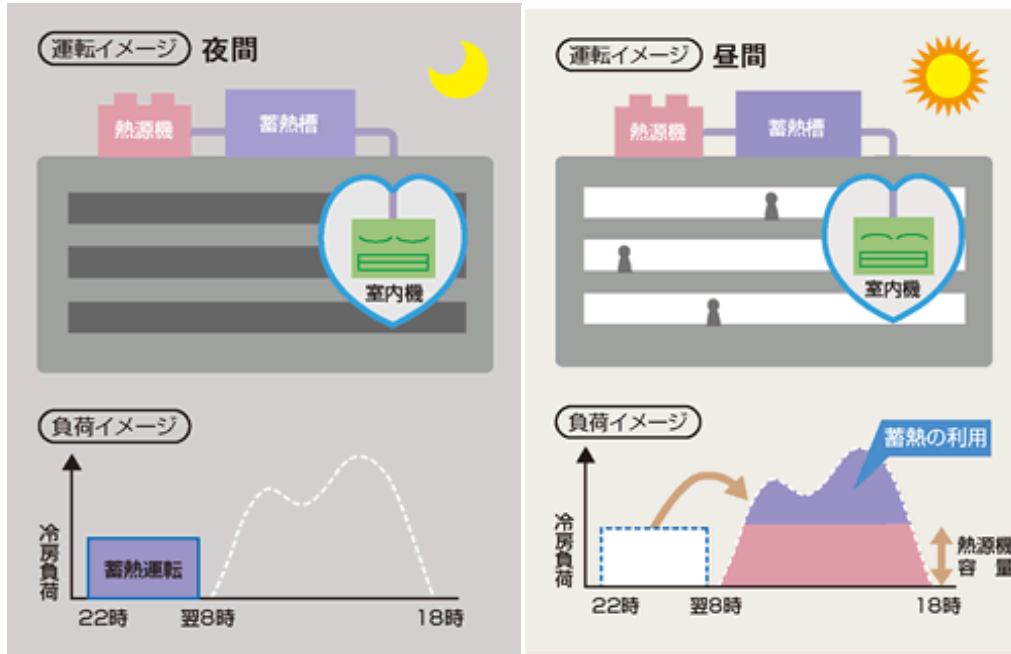 運転イメージ 夜間
熱源機
蓄熱槽
室内機
負荷イメージ
冷房負荷
蓄熱運転
22時
翌8時
18時
運転イメージ 昼間
熱源機
蓄熱槽
室内機
負荷イメージ
蓄熱の利用
冷房負荷
熱源機
容量
22時
翌8時
18時